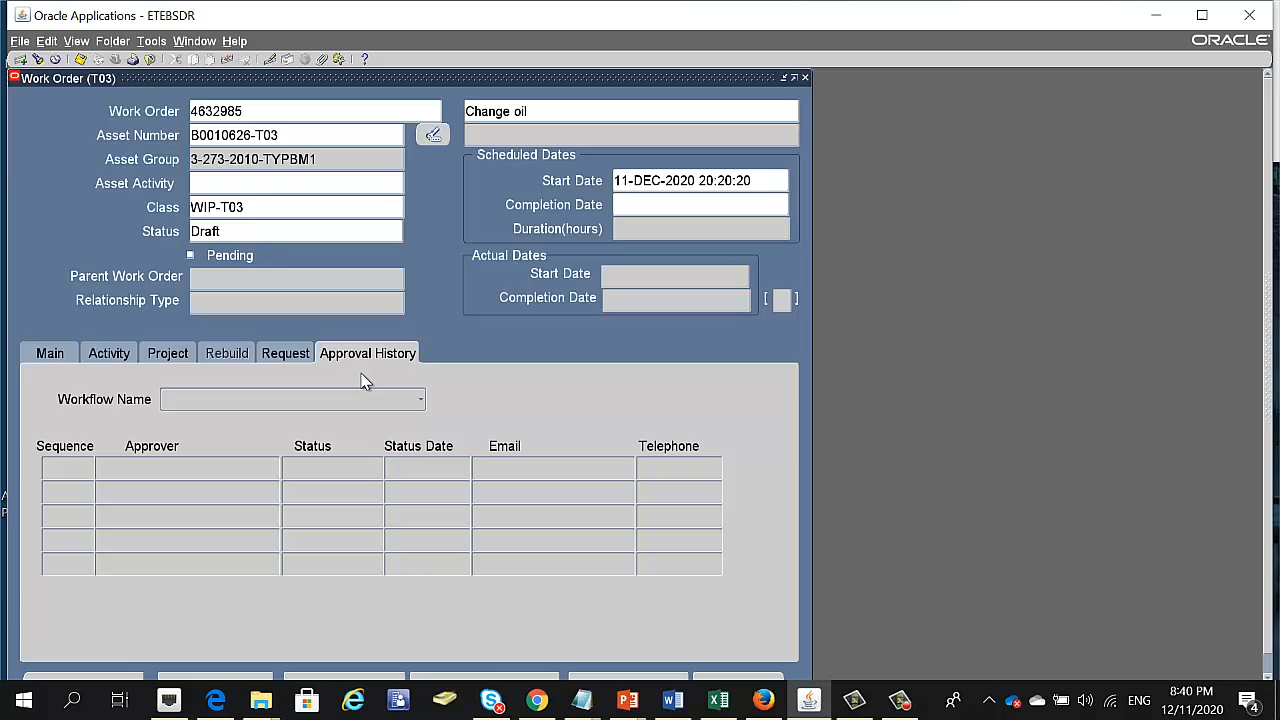 Oracle Applications - ETEBSDR
File Edit View Folder Tools Window Help
ORACLE
Work Order (T03)
Work Order 4632985 Change oil
Asset Number B0010626-T03
Asset Group 3-273-2010-TYPBM1 Scheduled Dates
Asset Activity Start Date 11-DEC-2020 20:20:20
Class WIP-T03 Completion Date
Status Draft Duration(hours)
Pending Actual Dates
Parent Work Order Start Date
Relationship Type Completion Date [ ]
Main Activity Project Rebuild Request Approval History
Workflow Name
Sequence Approver Status Status Date Email Telephone
ENG 8:40 PM
12/11/2020
4